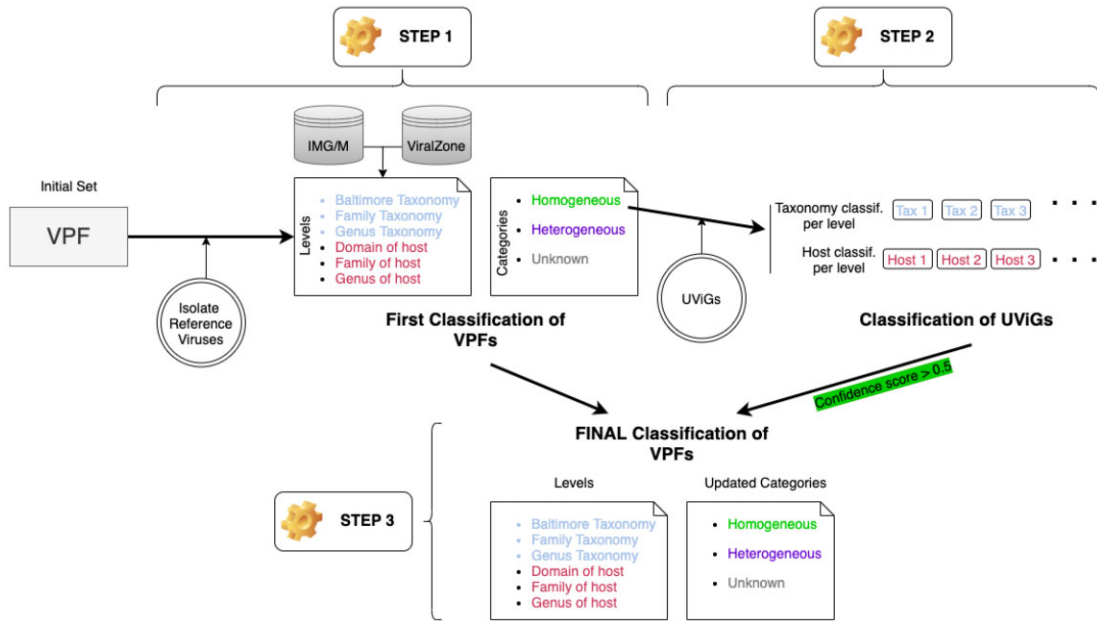 STEP 1
STEP 2
IMG/M
ViralZone
Initial Set
VPF
Isolate
Reference
Viruses
Levels
• Baltimore Taxonomy
• Family Taxonomy
• Genus Taxonomy
• Domain of host
• Family of host
• Genus of host
Categories
• Homogeneous
• Heterogeneous
• Unknown
UViGs
Taxonomy classif.
per level
Tax 1 Tax 2 Tax 3 . . .
Host classif.
per level
Host 1 Host 2 Host 3 . . .
First Classification of
VPFs
Classification of UViGs
Confidence score > 0.5
FINAL Classification of
VPFs
STEP 3
Levels
• Baltimore Taxonomy
• Family Taxonomy
• Genus Taxonomy
• Domain of host
• Family of host
• Genus of host
Updated Categories
• Homogeneous
• Heterogeneous
• Unknown